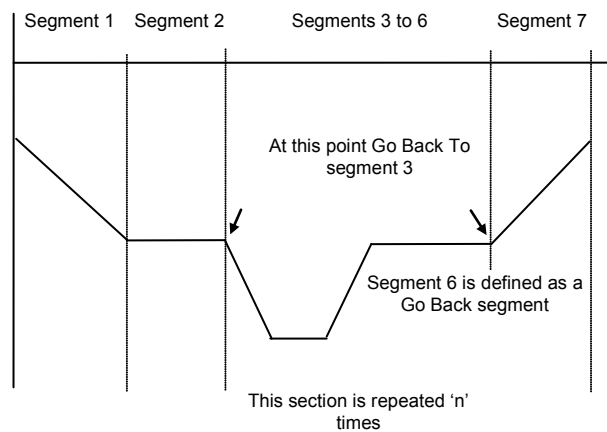 Segment 1
Segment 2
Segments 3 to 6
Segment 7
At this point Go Back To
segment 3
Segment 6 is defined as a
Go Back segment
This section is repeated ‘n’
times